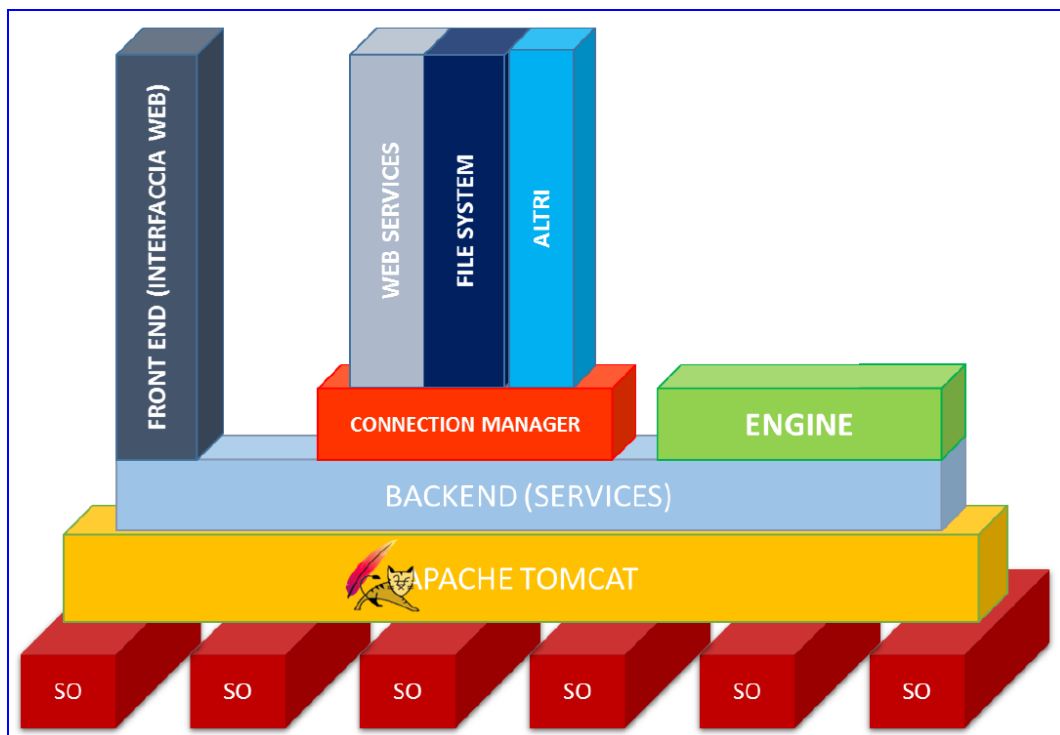 FRONT END (INTERFACCIA WEB)
WEB SERVICES
FILE SYSTEM
ALTRI
CONNECTION MANAGER
ENGINE
BACKEND (SERVICES)
APACHE TOMCAT
SO
SO
SO
SO
SO
SO